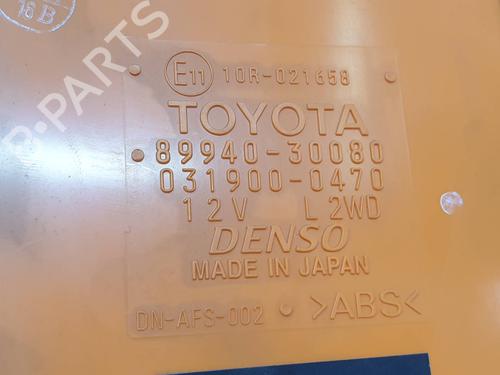 16B
B-PARTS
E11 10R-021658
TOYOTA
89940-30080
031900-0470
12V L 2WD
DENSO
MADE IN JAPAN
DN-AFS-002 >ABS<